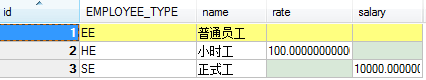 id EMPLOYEE_TYPE name rate salary
1 EE 普通员工
2 HE 小时工 100.0000000000
3 SE 正式工 10000.000000